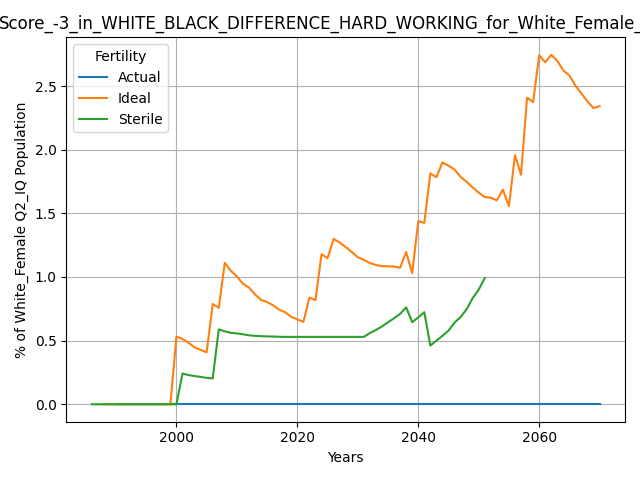 Score_-3_in_WHITE_BLACK_DIFFERENCE_HARD_WORKING_for_White_Female_
Fertility
Actual
Ideal
Sterile
% of White_Female Q2_IQ Population
2.5
2.0
1.5
1.0
0.5
0.0
2000 2020 2040 2060
Years